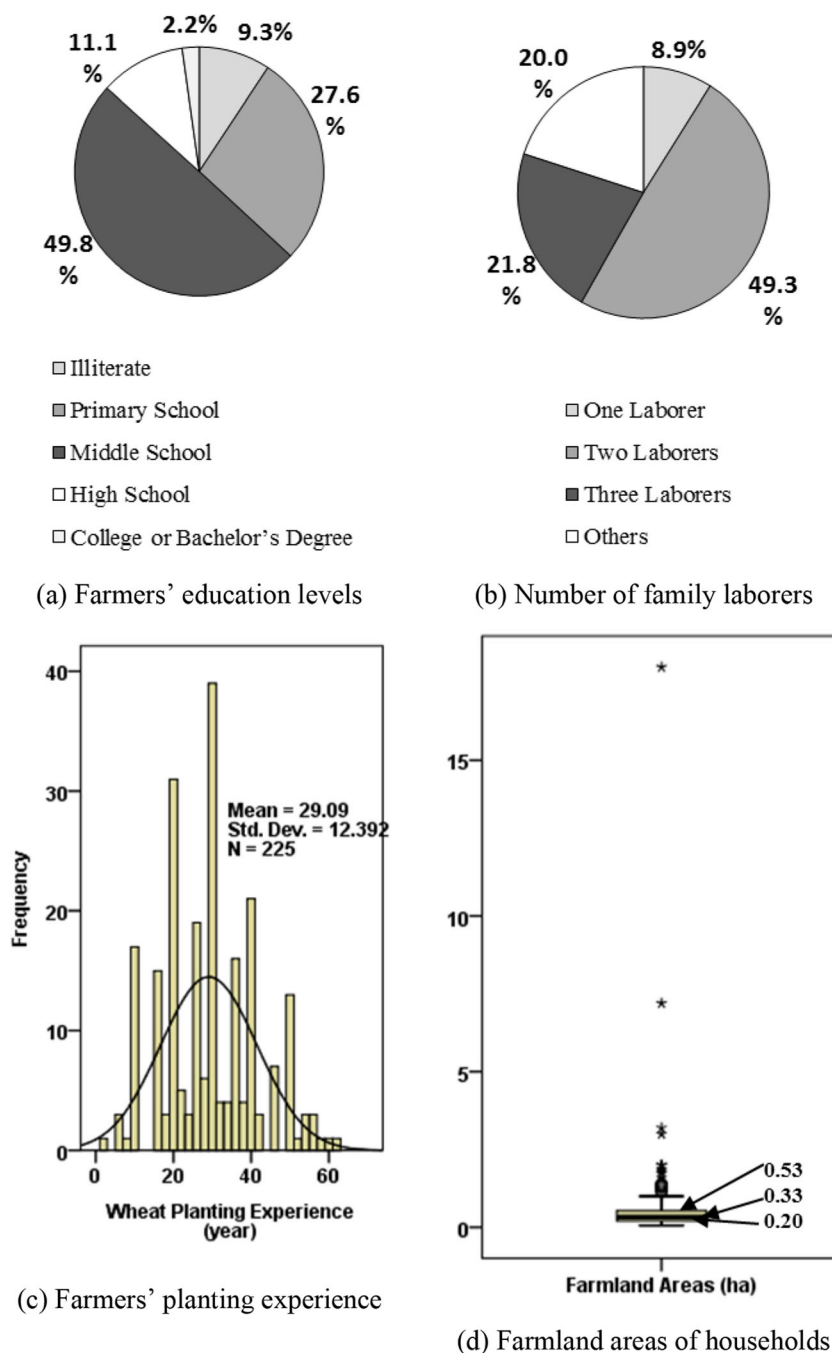 2.2%
9.3%
11.1
%
27.6
%
49.8
%
Illiterate
Primary School
Middle School
High School
College or Bachelor's Degree
(a) Farmers' education levels
8.9%
20.0
%
21.8
%
49.3
%
One Laborer
Two Laborers
Three Laborers
Others
(b) Number of family laborers
40
30
20
10
0
Frequency
Mean = 29.09
Std. Dev. = 12.392
N = 225
0 20 40 60
Wheat Planting Experience
(year)
(c) Farmers' planting experience
15
10
5
0
0.53
0.33
0.20
Farmland Areas (ha)
(d) Farmland areas of households